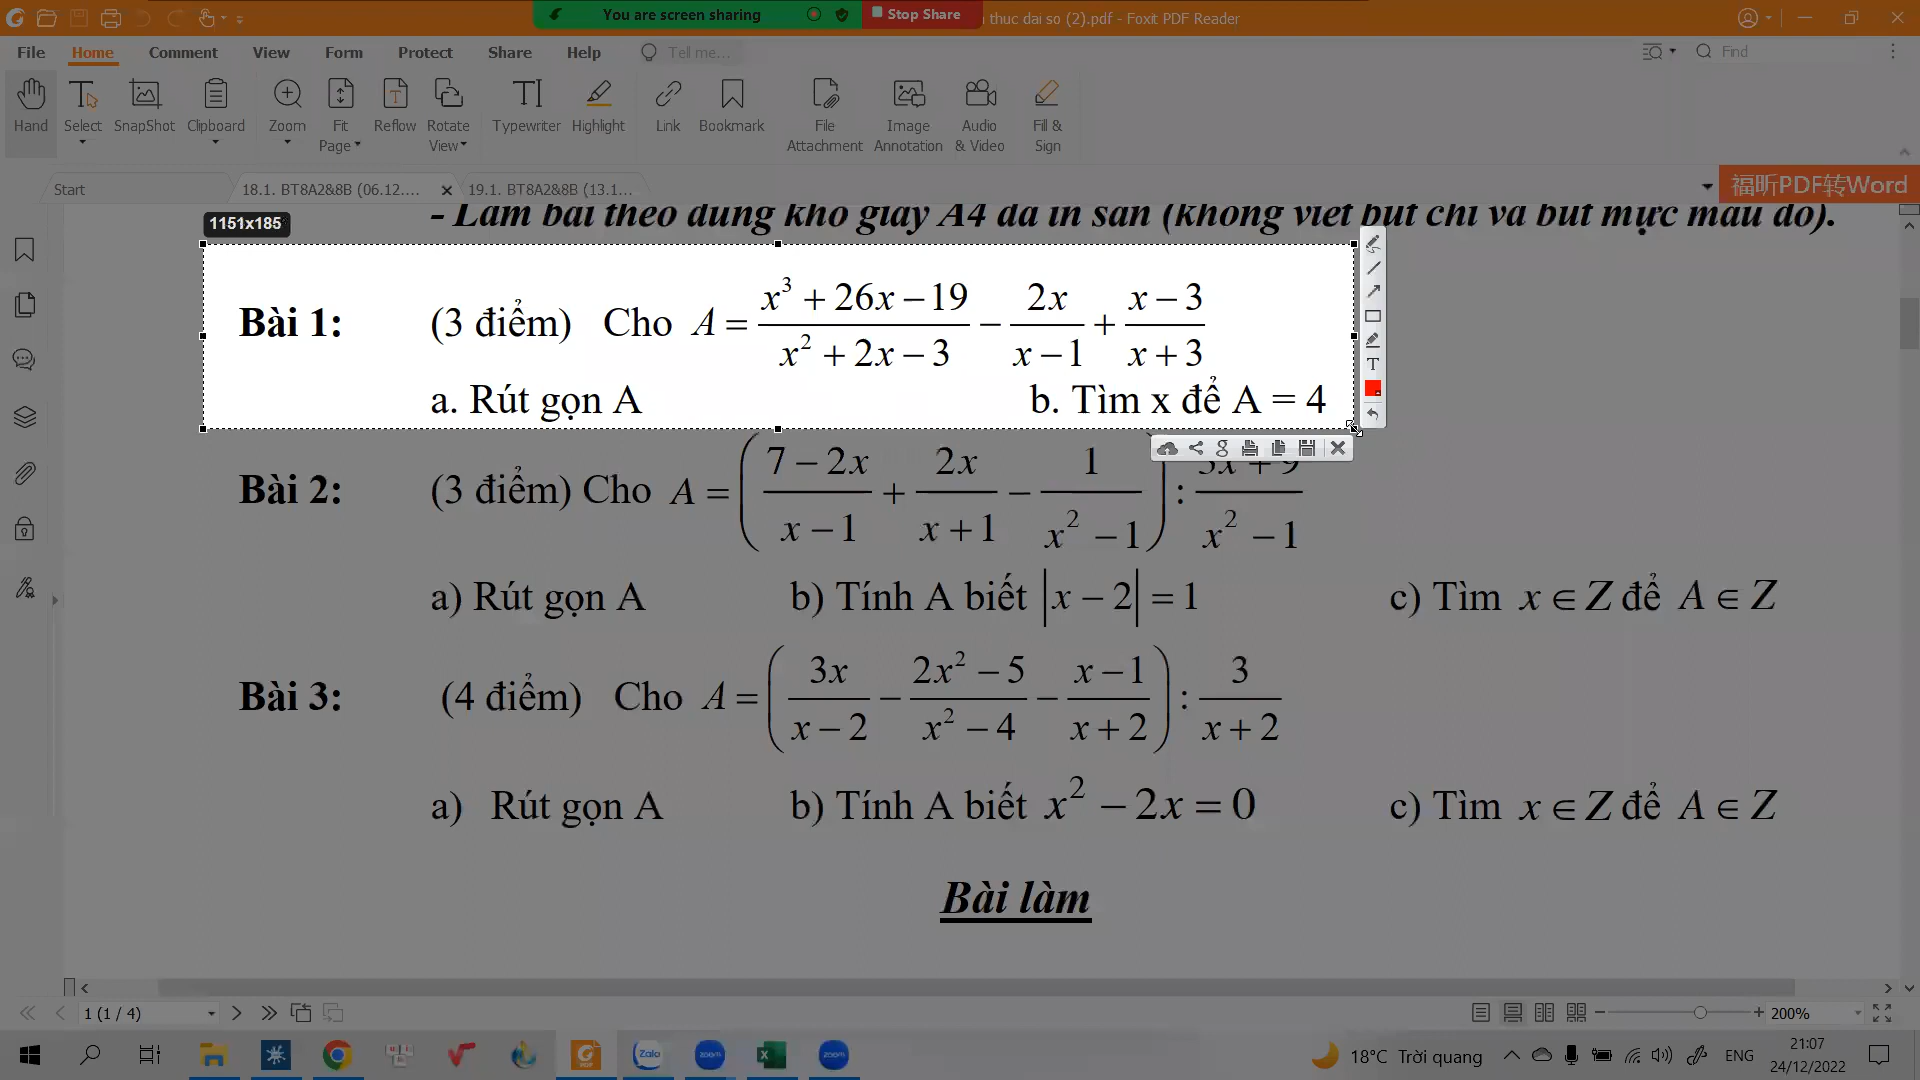 You are screen sharing
Stop Share
thuc dai so (2).pdf - Foxit PDF Reader
File Home Comment View Form Protect Share Help Tell me... Find
Hand Select SnapShot Clipboard Zoom Fit Page Reflow Rotate View Typewriter Highlight Link Bookmark File Attachment Image Annotation Audio & Video Fill & Sign
Start 18.1. BT8A2&8B (06.12.... 19.1. BT8A2&8B (13.1... 福昕PDF转Word
- Làm bài theo đúng khổ giấy A4 đã in sẵn (không viết bút chì và bút mực màu đỏ).
1151x185
Bài 1: (3 điểm) Cho A = (x³ + 26x − 19)/(x² + 2x − 3) − 2x/(x − 1) + (x − 3)/(x + 3)
a. Rút gọn A b. Tìm x để A = 4
Bài 2: (3 điểm) Cho A = ((7 − 2x)/(x − 1) + 2x/(x + 1) − 1/(x² − 1)) : (3x + 9)/(x² − 1)
a) Rút gọn A b) Tính A biết |x − 2| = 1 c) Tìm x ∈ Z để A ∈ Z
Bài 3: (4 điểm) Cho A = (3x/(x − 2) − (2x² − 5)/(x² − 4) − (x − 1)/(x + 2)) : 3/(x + 2)
a) Rút gọn A b) Tính A biết x² − 2x = 0 c) Tìm x ∈ Z để A ∈ Z
Bài làm
1 (1 / 4) 200%
Zalo zoom zoom 18°C Trời quang ENG 21:07
24/12/2022